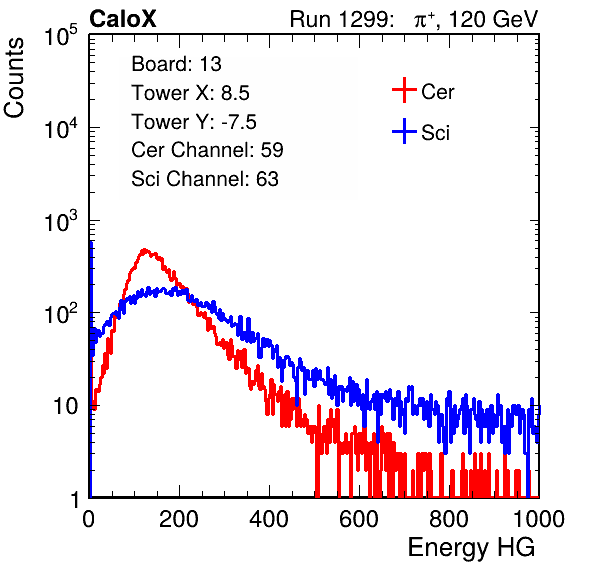 CaloX Run 1299: π⁺, 120 GeV
Counts
10⁵
10⁴
10³
10²
10
1
Board: 13
Tower X: 8.5
Tower Y: -7.5
Cer Channel: 59
Sci Channel: 63
Cer
Sci
0 200 400 600 800 1000
Energy HG